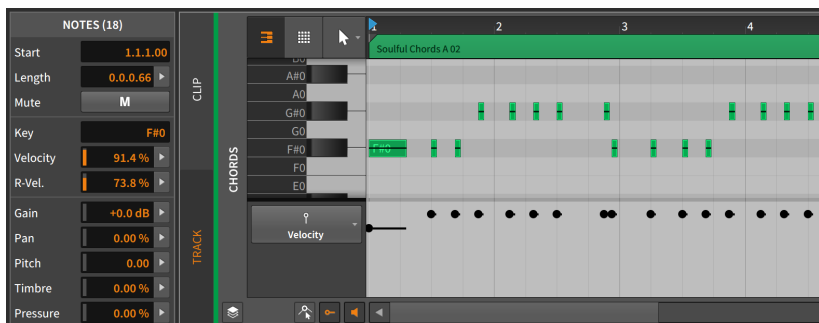 NOTES (18)
Start 1.1.1.00
Length 0.0.0.66
Mute M
Key F#0
Velocity 91.4 %
R-Vel. 73.8 %
Gain +0.0 dB
Pan 0.00 %
Pitch 0.00
Timbre 0.00 %
Pressure 0.00 %
CLIP
TRACK
CHORDS
1 2 3 4
Soulful Chords A 02
B0
A#0
A0
G#0
G0
F#0 F#0
F0
E0
Velocity